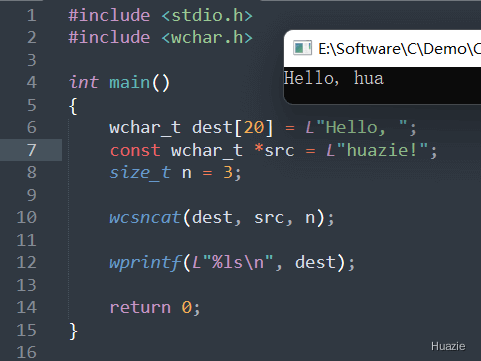 1 #include <stdio.h>
2 #include <wchar.h>
3
4 int main()
5 {
6 wchar_t dest[20] = L"Hello, ";
7 const wchar_t *src = L"huazie!";
8 size_t n = 3;
9
10 wcsncat(dest, src, n);
11
12 wprintf(L"%ls\n", dest);
13
14 return 0;
15 }
16
E:\Software\C\Demo\C
Hello, hua
Huazie